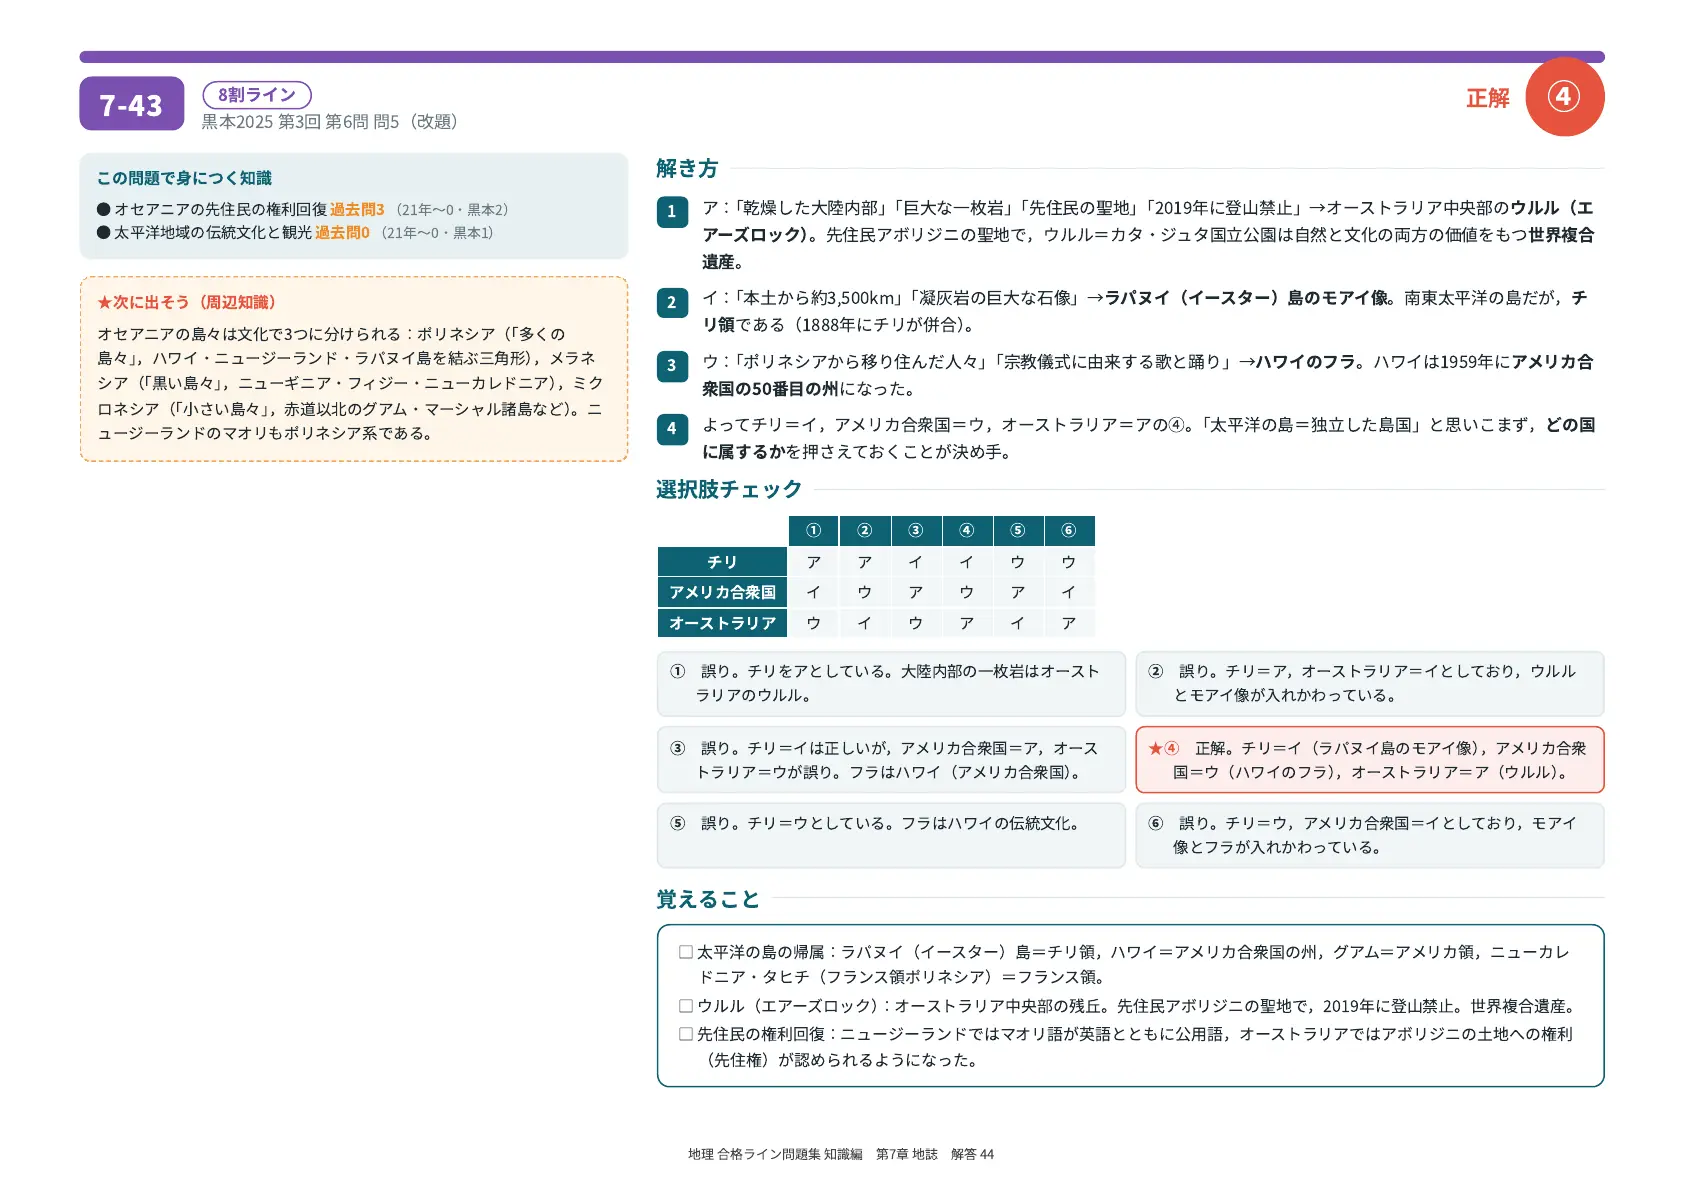 7-43
8割ライン
黒本2025 第3回 第6問 問5（改題）
正解 ④
この問題で身につく知識
● オセアニアの先住民の権利回復 過去問3 （21年〜0・黒本2）
● 太平洋地域の伝統文化と観光 過去問0 （21年〜0・黒本1）
★次に出そう（周辺知識）
オセアニアの島々は文化で3つに分けられる：ポリネシア（「多くの
島々」，ハワイ・ニュージーランド・ラパヌイ島を結ぶ三角形），メラネ
シア（「黒い島々」，ニューギニア・フィジー・ニューカレドニア），ミク
ロネシア（「小さい島々」，赤道以北のグアム・マーシャル諸島など）。ニ
ュージーランドのマオリもポリネシア系である。
解き方
1 ア：「乾燥した大陸内部」「巨大な一枚岩」「先住民の聖地」「2019年に登山禁止」→オーストラリア中央部のウルル（エ
アーズロック）。先住民アボリジニの聖地で，ウルル＝カタ・ジュタ国立公園は自然と文化の両方の価値をもつ世界複合
遺産。
2 イ：「本土から約3,500km」「凝灰岩の巨大な石像」→ラパヌイ（イースター）島のモアイ像。南東太平洋の島だが，チ
リ領である（1888年にチリが併合）。
3 ウ：「ポリネシアから移り住んだ人々」「宗教儀式に由来する歌と踊り」→ハワイのフラ。ハワイは1959年にアメリカ合
衆国の50番目の州になった。
4 よってチリ＝イ，アメリカ合衆国＝ウ，オーストラリア＝アの④。「太平洋の島＝独立した島国」と思いこまず，どの国
に属するかを押さえておくことが決め手。
選択肢チェック
① ② ③ ④ ⑤ ⑥
チリ ア ア イ イ ウ ウ
アメリカ合衆国 イ ウ ア ウ ア イ
オーストラリア ウ イ ウ ア イ ア
① 誤り。チリをアとしている。大陸内部の一枚岩はオースト
ラリアのウルル。
② 誤り。チリ＝ア，オーストラリア＝イとしており，ウルル
とモアイ像が入れかわっている。
③ 誤り。チリ＝イは正しいが，アメリカ合衆国＝ア，オース
トラリア＝ウが誤り。フラはハワイ（アメリカ合衆国）。
★④ 正解。チリ＝イ（ラパヌイ島のモアイ像），アメリカ合衆
国＝ウ（ハワイのフラ），オーストラリア＝ア（ウルル）。
⑤ 誤り。チリ＝ウとしている。フラはハワイの伝統文化。
⑥ 誤り。チリ＝ウ，アメリカ合衆国＝イとしており，モアイ
像とフラが入れかわっている。
覚えること
□ 太平洋の島の帰属：ラパヌイ（イースター）島＝チリ領，ハワイ＝アメリカ合衆国の州，グアム＝アメリカ領，ニューカレ
ドニア・タヒチ（フランス領ポリネシア）＝フランス領。
□ ウルル（エアーズロック）：オーストラリア中央部の残丘。先住民アボリジニの聖地で，2019年に登山禁止。世界複合遺産。
□ 先住民の権利回復：ニュージーランドではマオリ語が英語とともに公用語，オーストラリアではアボリジニの土地への権利
（先住権）が認められるようになった。
地理 合格ライン問題集 知識編 第7章 地誌 解答 44